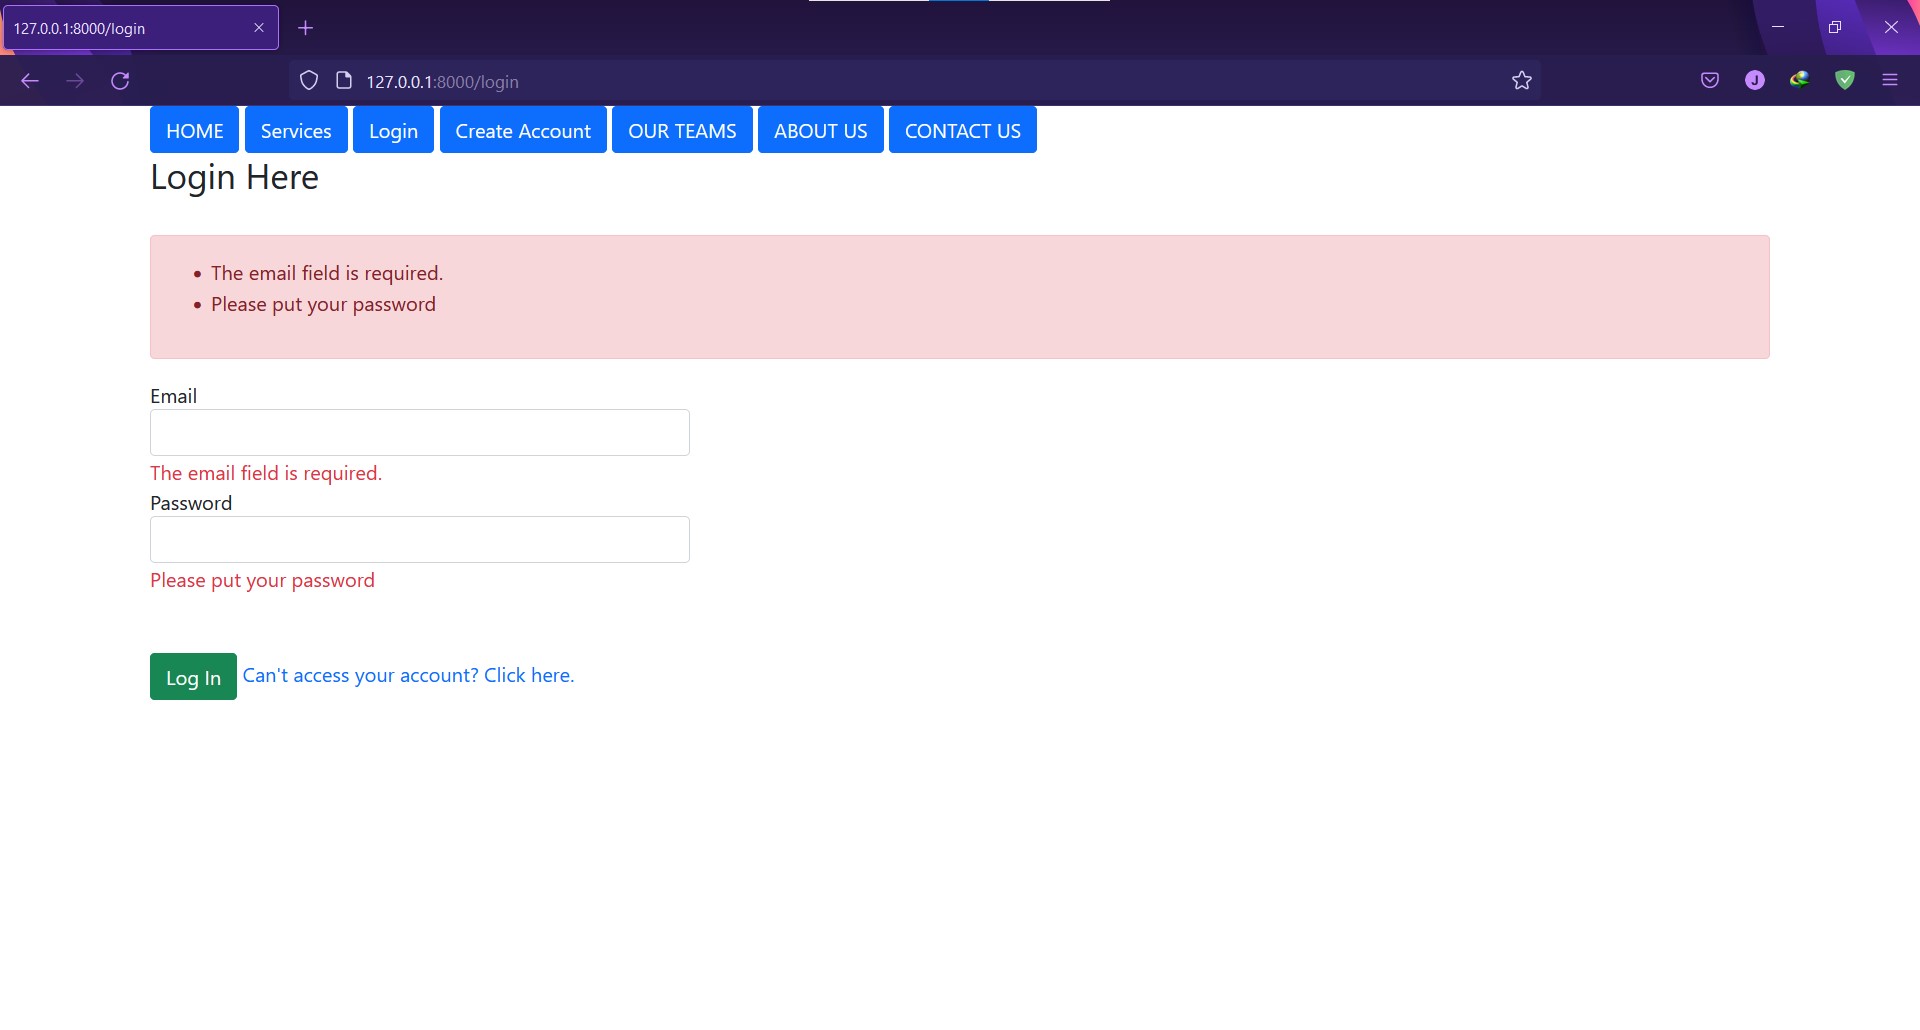 127.0.0.1:8000/login
127.0.0.1:8000/login
J
HOME Services Login Create Account OUR TEAMS ABOUT US CONTACT US
Login Here
• The email field is required.
• Please put your password
Email
The email field is required.
Password
Please put your password
Log In Can't access your account? Click here.